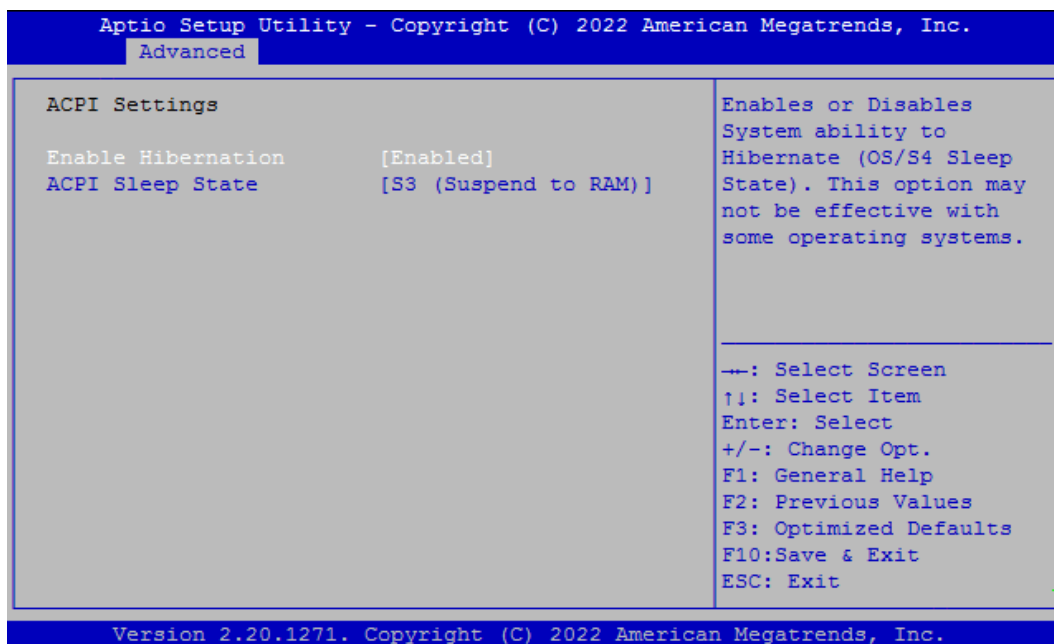 Aptio Setup Utility - Copyright (C) 2022 American Megatrends, Inc.
Advanced
ACPI Settings
Enable Hibernation [Enabled]
ACPI Sleep State [S3 (Suspend to RAM)]
Enables or Disables
System ability to
Hibernate (OS/S4 Sleep
State). This option may
not be effective with
some operating systems.
→←: Select Screen
↑↓: Select Item
Enter: Select
+/-: Change Opt.
F1: General Help
F2: Previous Values
F3: Optimized Defaults
F10:Save & Exit
ESC: Exit
Version 2.20.1271. Copyright (C) 2022 American Megatrends, Inc.